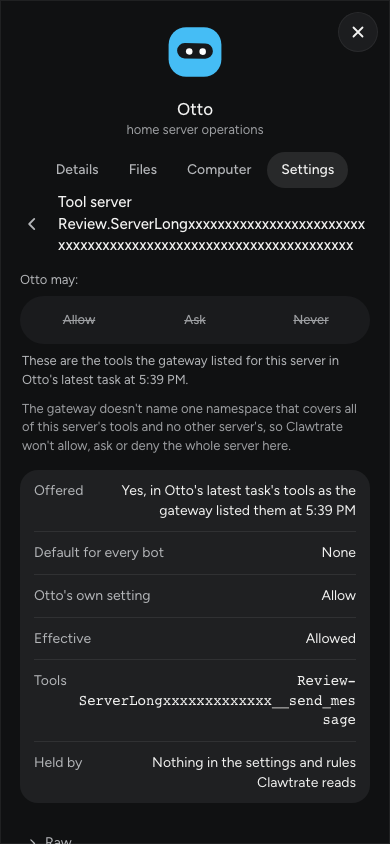 Otto
home server operations
Details
Files
Computer
Settings
Tool server
Review.ServerLongxxxxxxxxxxxxxxxxxxxxxxxx
xxxxxxxxxxxxxxxxxxxxxxxxxxxxxxxxxxxxxxxx
Otto may:
Allow
Ask
Never
These are the tools the gateway listed for this server in
Otto's latest task at 5:39 PM.
The gateway doesn't name one namespace that covers all
of this server's tools and no other server's, so Clawtrate
won't allow, ask or deny the whole server here.
Offered
Yes, in Otto's latest task's tools as the
gateway listed them at 5:39 PM
Default for every bot
None
Otto's own setting
Allow
Effective
Allowed
Tools
Review-
ServerLongxxxxxxxxxxxxx__send_mes
sage
Held by
Nothing in the settings and rules
Clawtrate reads
Raw